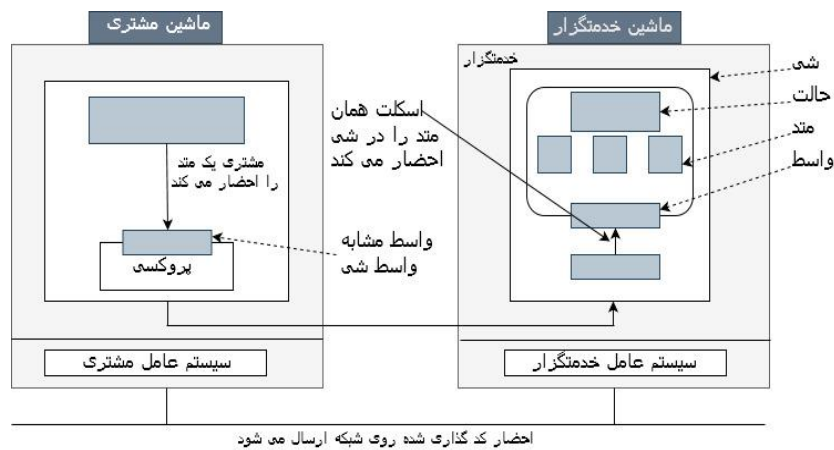 ماشین مشتری
ماشین خدمتگزار
خدمتگزار
شی
حالت
متد
واسط
اسکلت همان
متد را در شی
احضار می کند
مشتری یک متد
را احضار می کند
واسط مشابه
واسط شی
پروکسی
سیستم عامل مشتری
سیستم عامل خدمتگزار
احضار کد گذاری شده روی شبکه ارسال می شود